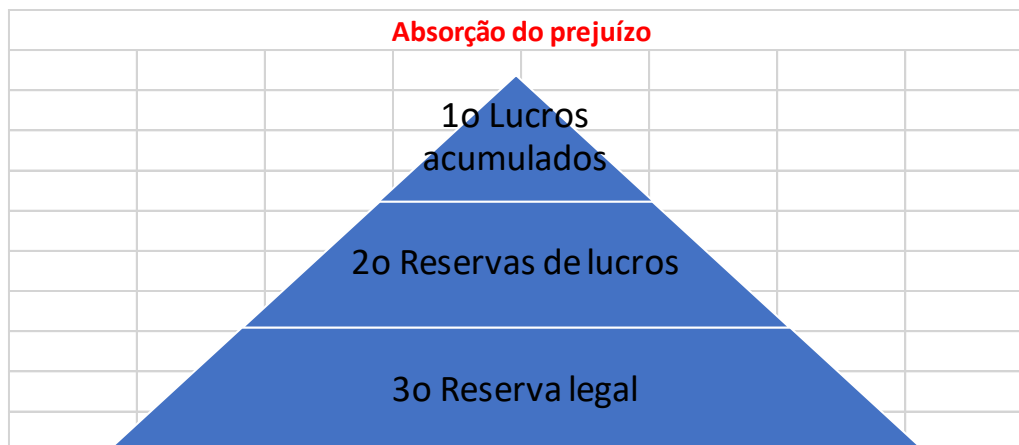 Absorção do prejuízo
1o Lucros
acumulados
2o Reservas de lucros
3o Reserva legal